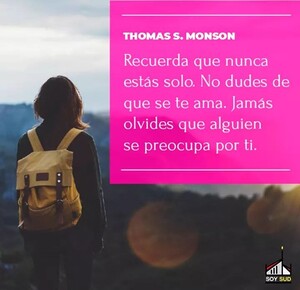 THOMAS S. MONSON
Recuerda que nunca
estás solo. No dudes de
que se te ama. Jamás
olvides que alguien
se preocupa por ti.
SOY SUD